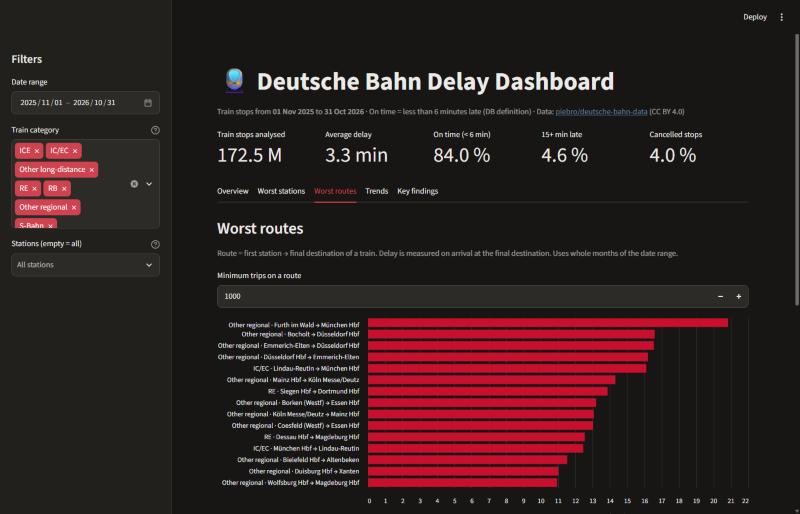 Deploy
Filters
Date range
2025/11/01 – 2026/10/31
Train category
ICE × IC/EC ×
Other long-distance ×
RE × RB ×
Other regional ×
S-Bahn ×
Stations (empty = all)
All stations
Deutsche Bahn Delay Dashboard
Train stops from 01 Nov 2025 to 31 Oct 2026 · On time = less than 6 minutes late (DB definition) · Data: piebro/deutsche-bahn-data (CC BY 4.0)
Train stops analysed Average delay On time (< 6 min) 15+ min late Cancelled stops
172.5 M 3.3 min 84.0 % 4.6 % 4.0 %
Overview Worst stations Worst routes Trends Key findings
Worst routes
Route = first station → final destination of a train. Delay is measured on arrival at the final destination. Uses whole months of the date range.
Minimum trips on a route
1000 − +
Other regional · Furth im Wald → München Hbf
Other regional · Bocholt → Düsseldorf Hbf
Other regional · Emmerich-Elten → Düsseldorf Hbf
Other regional · Düsseldorf Hbf → Emmerich-Elten
IC/EC · Lindau-Reutin → München Hbf
Other regional · Mainz Hbf → Köln Messe/Deutz
RE · Siegen Hbf → Dortmund Hbf
Other regional · Borken (Westf) → Essen Hbf
Other regional · Köln Messe/Deutz → Mainz Hbf
Other regional · Coesfeld (Westf) → Essen Hbf
RE · Dessau Hbf → Magdeburg Hbf
IC/EC · München Hbf → Lindau-Reutin
Other regional · Bielefeld Hbf → Altenbeken
Other regional · Duisburg Hbf → Xanten
Other regional · Wolfsburg Hbf → Magdeburg Hbf
0 1 2 3 4 5 6 7 8 9 10 11 12 13 14 15 16 17 18 19 20 21 22